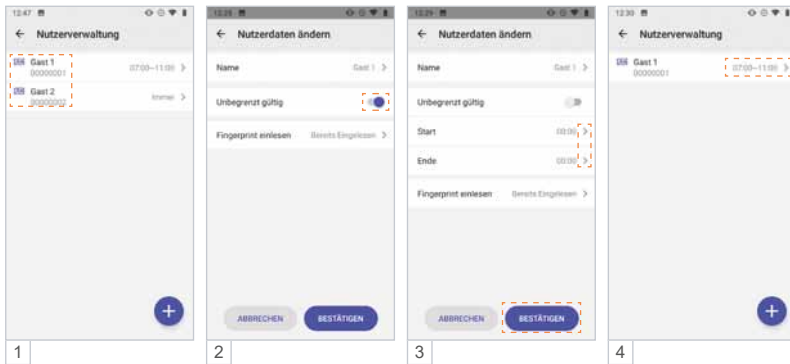 12:47
Nutzerverwaltung
Gast 1
00000001
07:00–11:00
Gast 2
00000002
Immer
1
12:29
Nutzerdaten ändern
Name
Gast 1
Unbegrenzt gültig
Fingerprint einlesen
Bereits Eingelesen
ABBRECHEN
BESTÄTIGEN
2
12:29
Nutzerdaten ändern
Name
Gast 1
Unbegrenzt gültig
Start
00:00
Ende
00:00
Fingerprint einlesen
Bereits Eingelesen
ABBRECHEN
BESTÄTIGEN
3
12:30
Nutzerverwaltung
Gast 1
00000001
07:00–11:00
4